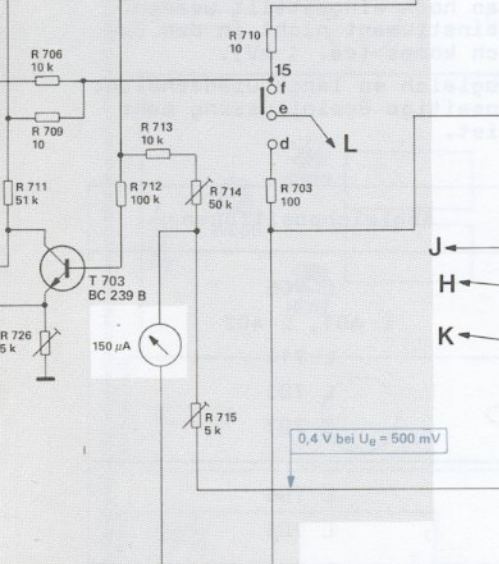 R 710
10
R 706
10 k
15
f
e
R 709
10
R 713
10 k
L
d
R 711
51 k
R 712
100 k
R 714
50 k
R 703
100
J
H
T 703
BC 239 B
K
R 726
5 k
150 µA
R 715
5 k
0,4 V bei Ue = 500 mV